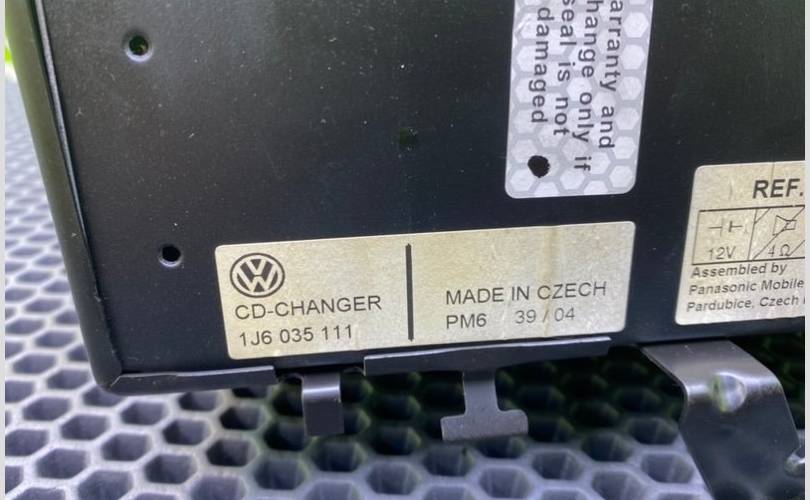 arranty and
hange only if
seal is not
damaged
VW
CD-CHANGER
1J6 035 111
MADE IN CZECH
PM6 39 / 04
REF.
12V 4Ω
Assembled by
Panasonic Mobile
Pardubice, Czech